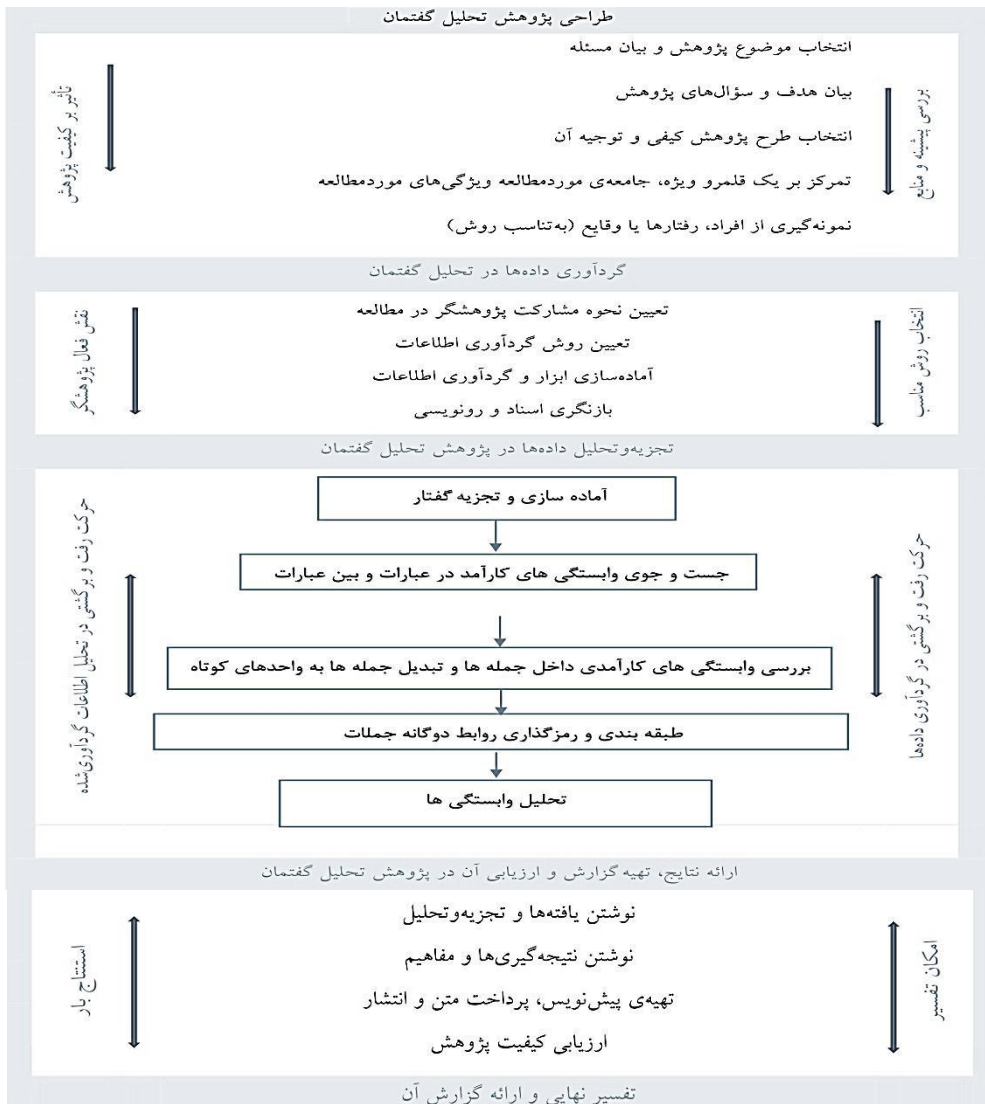 طراحی پژوهش تحلیل گفتمان
انتخاب موضوع پژوهش و بیان مسئله
بیان هدف و سؤال‌های پژوهش
انتخاب طرح پژوهش کیفی و توجیه آن
تمرکز بر یک قلمرو ویژه، جامعه‌ی موردمطالعه ویژگی‌های موردمطالعه
نمونه‌گیری از افراد، رفتارها یا وقایع (به‌تناسب روش)
بررسی پیشینه و منابع
تأثیر بر کیفیت پژوهش
گردآوری داده‌ها در تحلیل گفتمان
تعیین نحوه مشارکت پژوهشگر در مطالعه
تعیین روش گردآوری اطلاعات
آماده‌سازی ابزار و گردآوری اطلاعات
بازنگری اسناد و رونویسی
انتخاب روش مناسب
نقش فعال پژوهشگر
تجزیه‌وتحلیل داده‌ها در پژوهش تحلیل گفتمان
آماده سازی و تجزیه گفتار
جست و جوی وابستگی های کارآمد در عبارات و بین عبارات
بررسی وابستگی های کارآمدی داخل جمله ها و تبدیل جمله ها به واحدهای کوتاه
طبقه بندی و رمزگذاری روابط دوگانه جملات
تحلیل وابستگی ها
حرکت رفت و برگشتی در گردآوری داده‌ها
حرکت رفت و برگشتی در تحلیل اطلاعات گردآوری‌شده
ارائه نتایج، تهیه گزارش و ارزیابی آن در پژوهش تحلیل گفتمان
نوشتن یافته‌ها و تجزیه‌وتحلیل
نوشتن نتیجه‌گیری‌ها و مفاهیم
تهیه‌ی پیش‌نویس، پرداخت متن و انتشار
ارزیابی کیفیت پژوهش
امکان تفسیر
استنتاج بار
تفسیر نهایی و ارائه گزارش آن